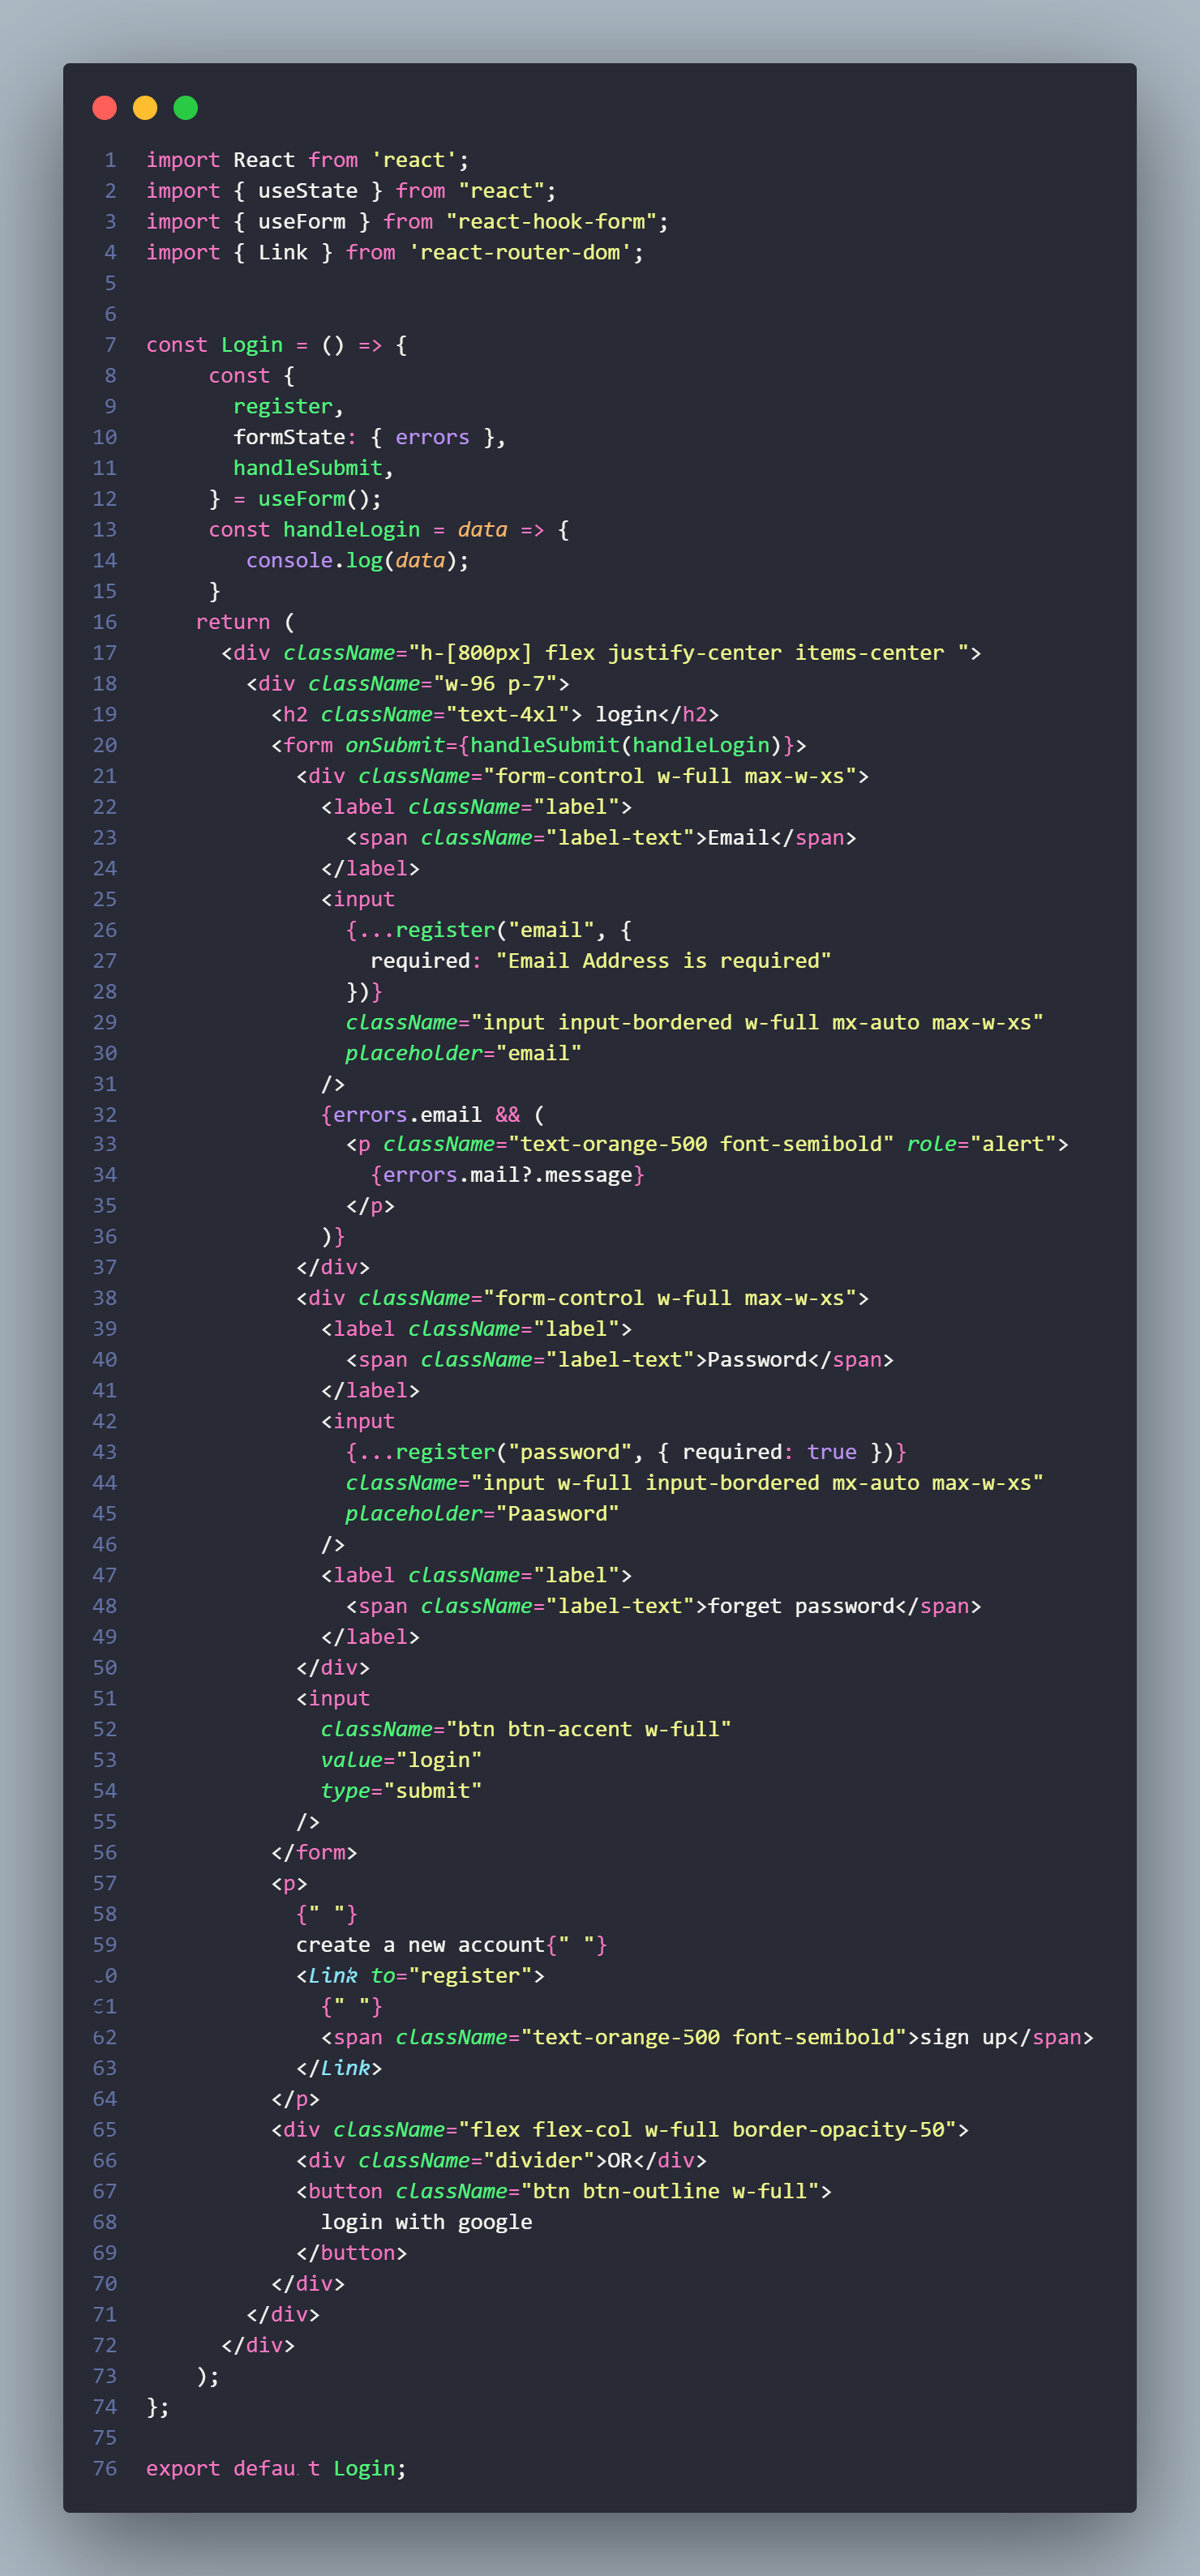 1 import React from 'react';
2 import { useState } from "react";
3 import { useForm } from "react-hook-form";
4 import { Link } from 'react-router-dom';
5
6
7 const Login = () => {
8 const {
9 register,
10 formState: { errors },
11 handleSubmit,
12 } = useForm();
13 const handleLogin = data => {
14 console.log(data);
15 }
16 return (
17 <div className="h-[800px] flex justify-center items-center ">
18 <div className="w-96 p-7">
19 <h2 className="text-4xl"> login</h2>
20 <form onSubmit={handleSubmit(handleLogin)}>
21 <div className="form-control w-full max-w-xs">
22 <label className="label">
23 <span className="label-text">Email</span>
24 </label>
25 <input
26 {...register("email", {
27 required: "Email Address is required"
28 })}
29 className="input input-bordered w-full mx-auto max-w-xs"
30 placeholder="email"
31 />
32 {errors.email && (
33 <p className="text-orange-500 font-semibold" role="alert">
34 {errors.mail?.message}
35 </p>
36 )}
37 </div>
38 <div className="form-control w-full max-w-xs">
39 <label className="label">
40 <span className="label-text">Password</span>
41 </label>
42 <input
43 {...register("password", { required: true })}
44 className="input w-full input-bordered mx-auto max-w-xs"
45 placeholder="Paasword"
46 />
47 <label className="label">
48 <span className="label-text">forget password</span>
49 </label>
50 </div>
51 <input
52 className="btn btn-accent w-full"
53 value="login"
54 type="submit"
55 />
56 </form>
57 <p>
58 {" "}
59 create a new account{" "}
<Link to="register">
61 {" "}
62 <span className="text-orange-500 font-semibold">sign up</span>
63 </Link>
64 </p>
65 <div className="flex flex-col w-full border-opacity-50">
66 <div className="divider">OR</div>
67 <button className="btn btn-outline w-full">
68 login with google
69 </button>
70 </div>
71 </div>
72 </div>
73 );
74 };
75
76 export default Login;